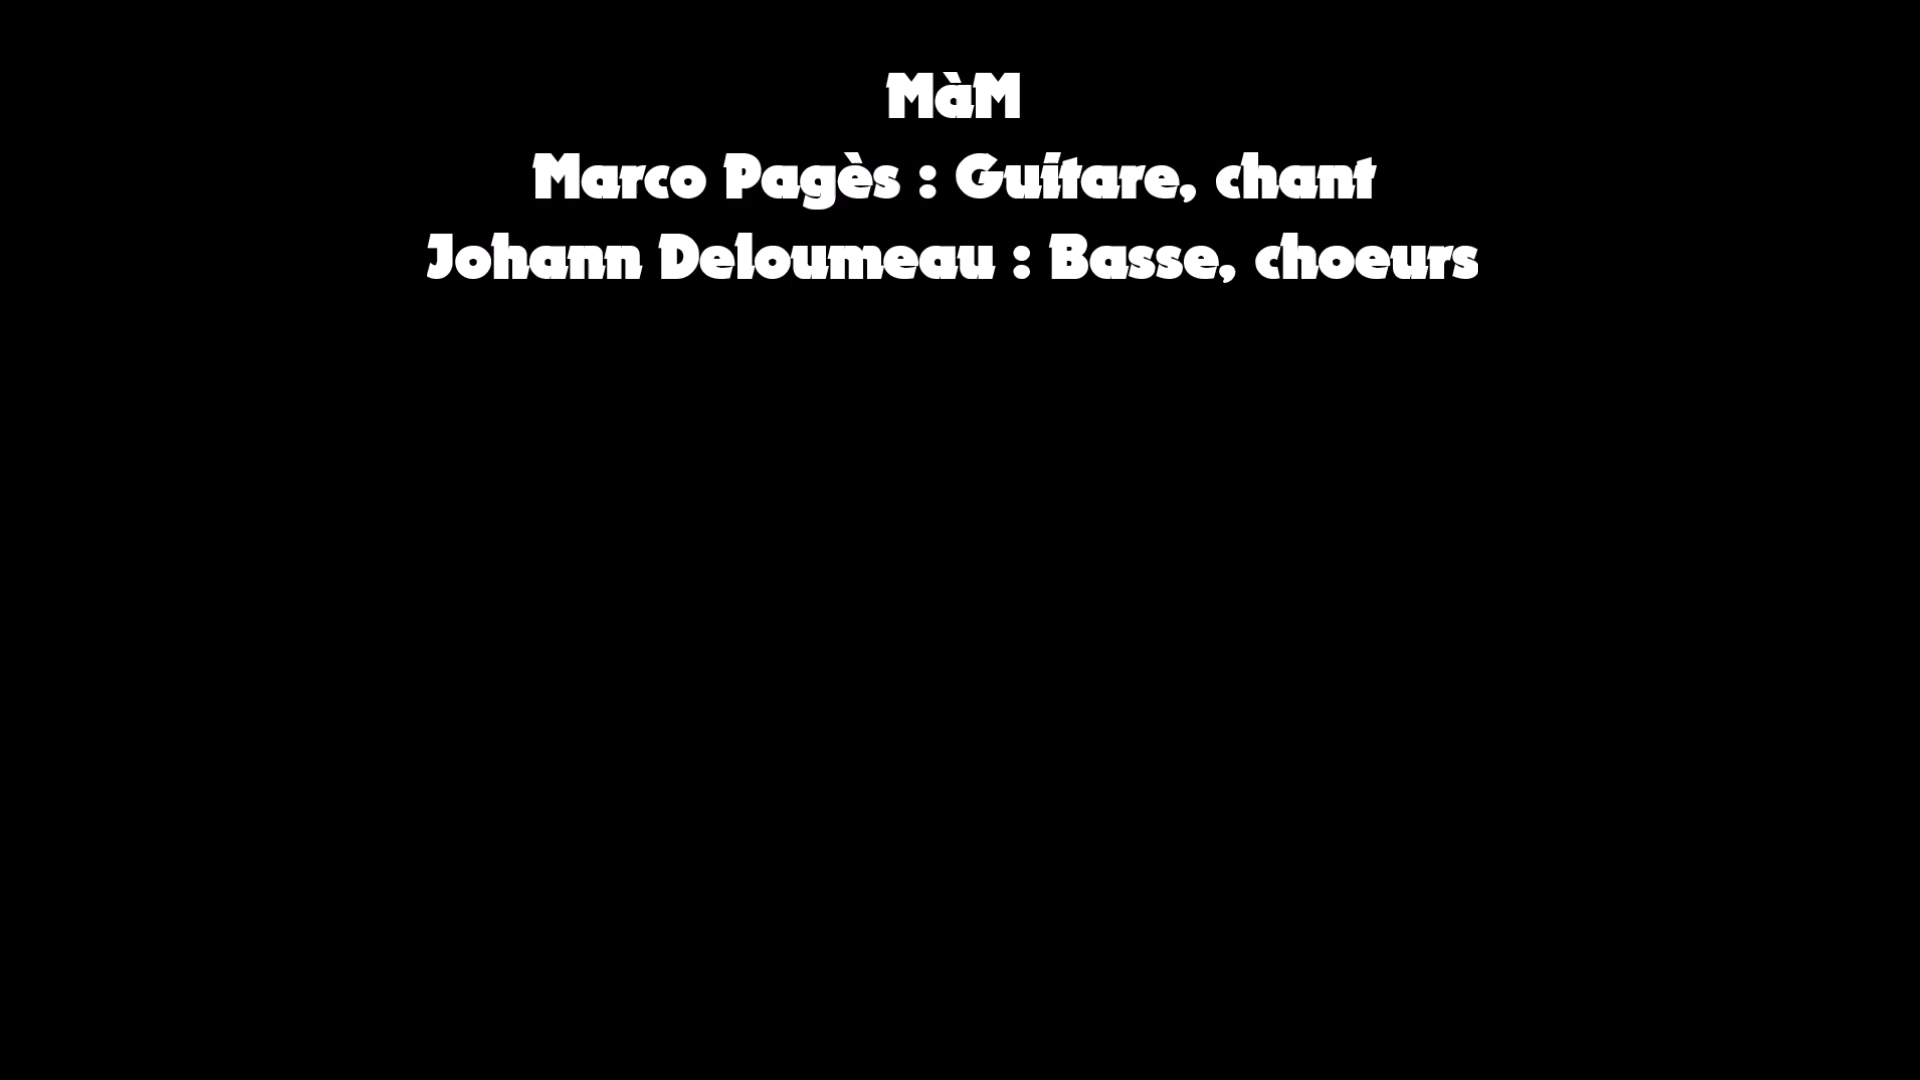 MàM
Marco Pagès : Guitare, chant
Johann Deloumeau : Basse, choeurs